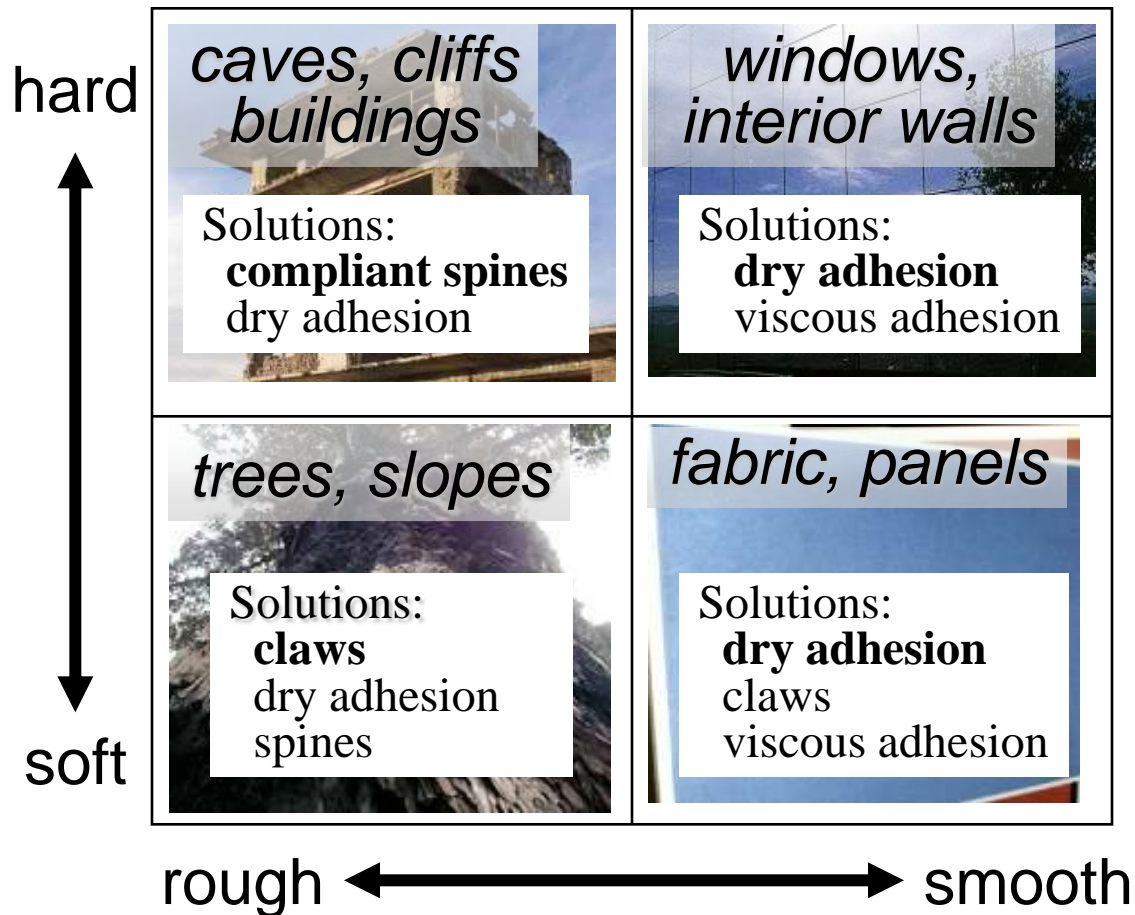 hard
caves, cliffs
buildings
Solutions:
compliant spines
dry adhesion
windows,
interior walls
Solutions:
dry adhesion
viscous adhesion
trees, slopes
Solutions:
claws
dry adhesion
spines
fabric, panels
Solutions:
dry adhesion
claws
viscous adhesion
soft
rough
smooth